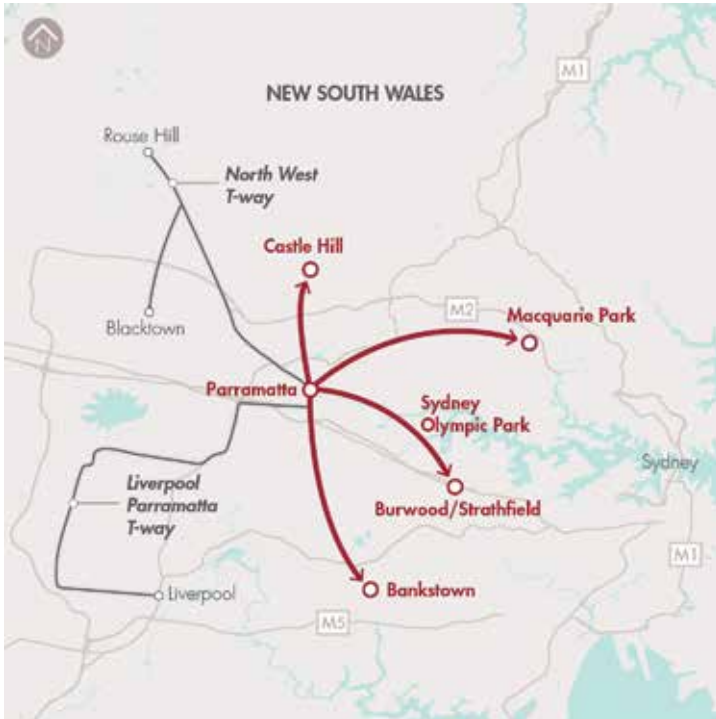 N
M1
NEW SOUTH WALES
Rouse Hill
North West
T-way
Castle Hill
M2
Blacktown
Macquarie Park
Parramatta
Sydney
Olympic Park
Sydney
Liverpool
Parramatta
T-way
Burwood/Strathfield
M1
Liverpool
Bankstown
M5